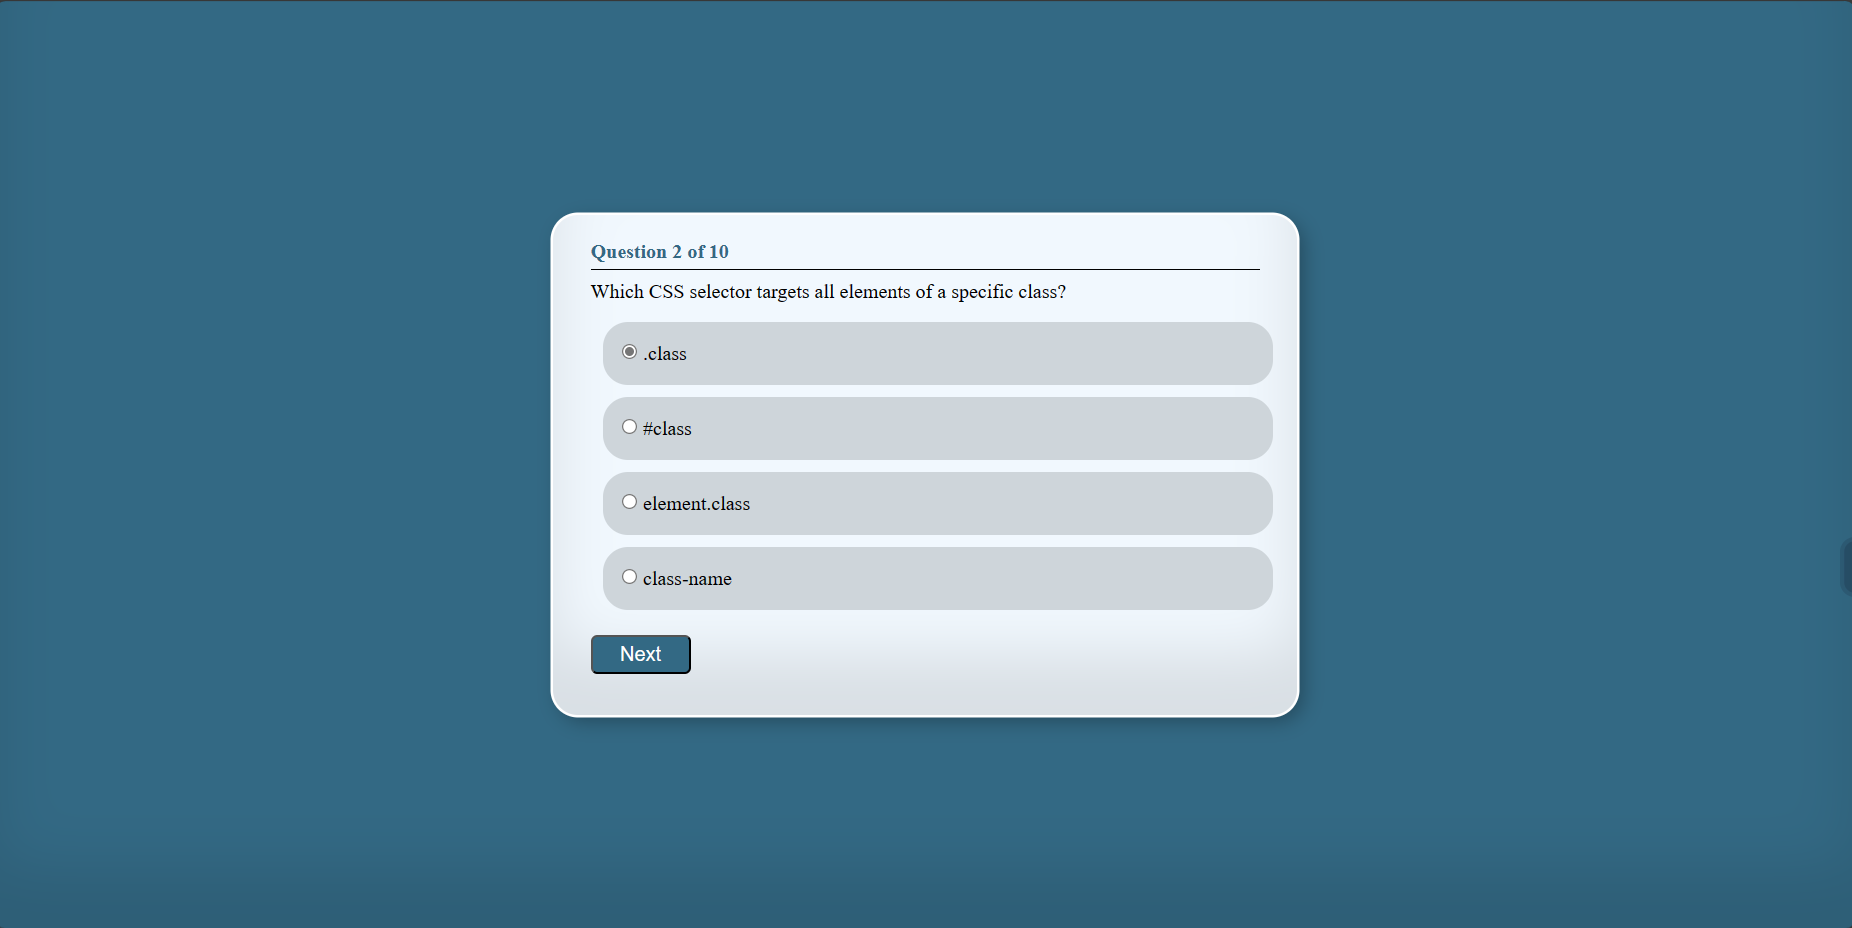 Question 2 of 10
Which CSS selector targets all elements of a specific class?
.class
#class
element.class
class-name
Next